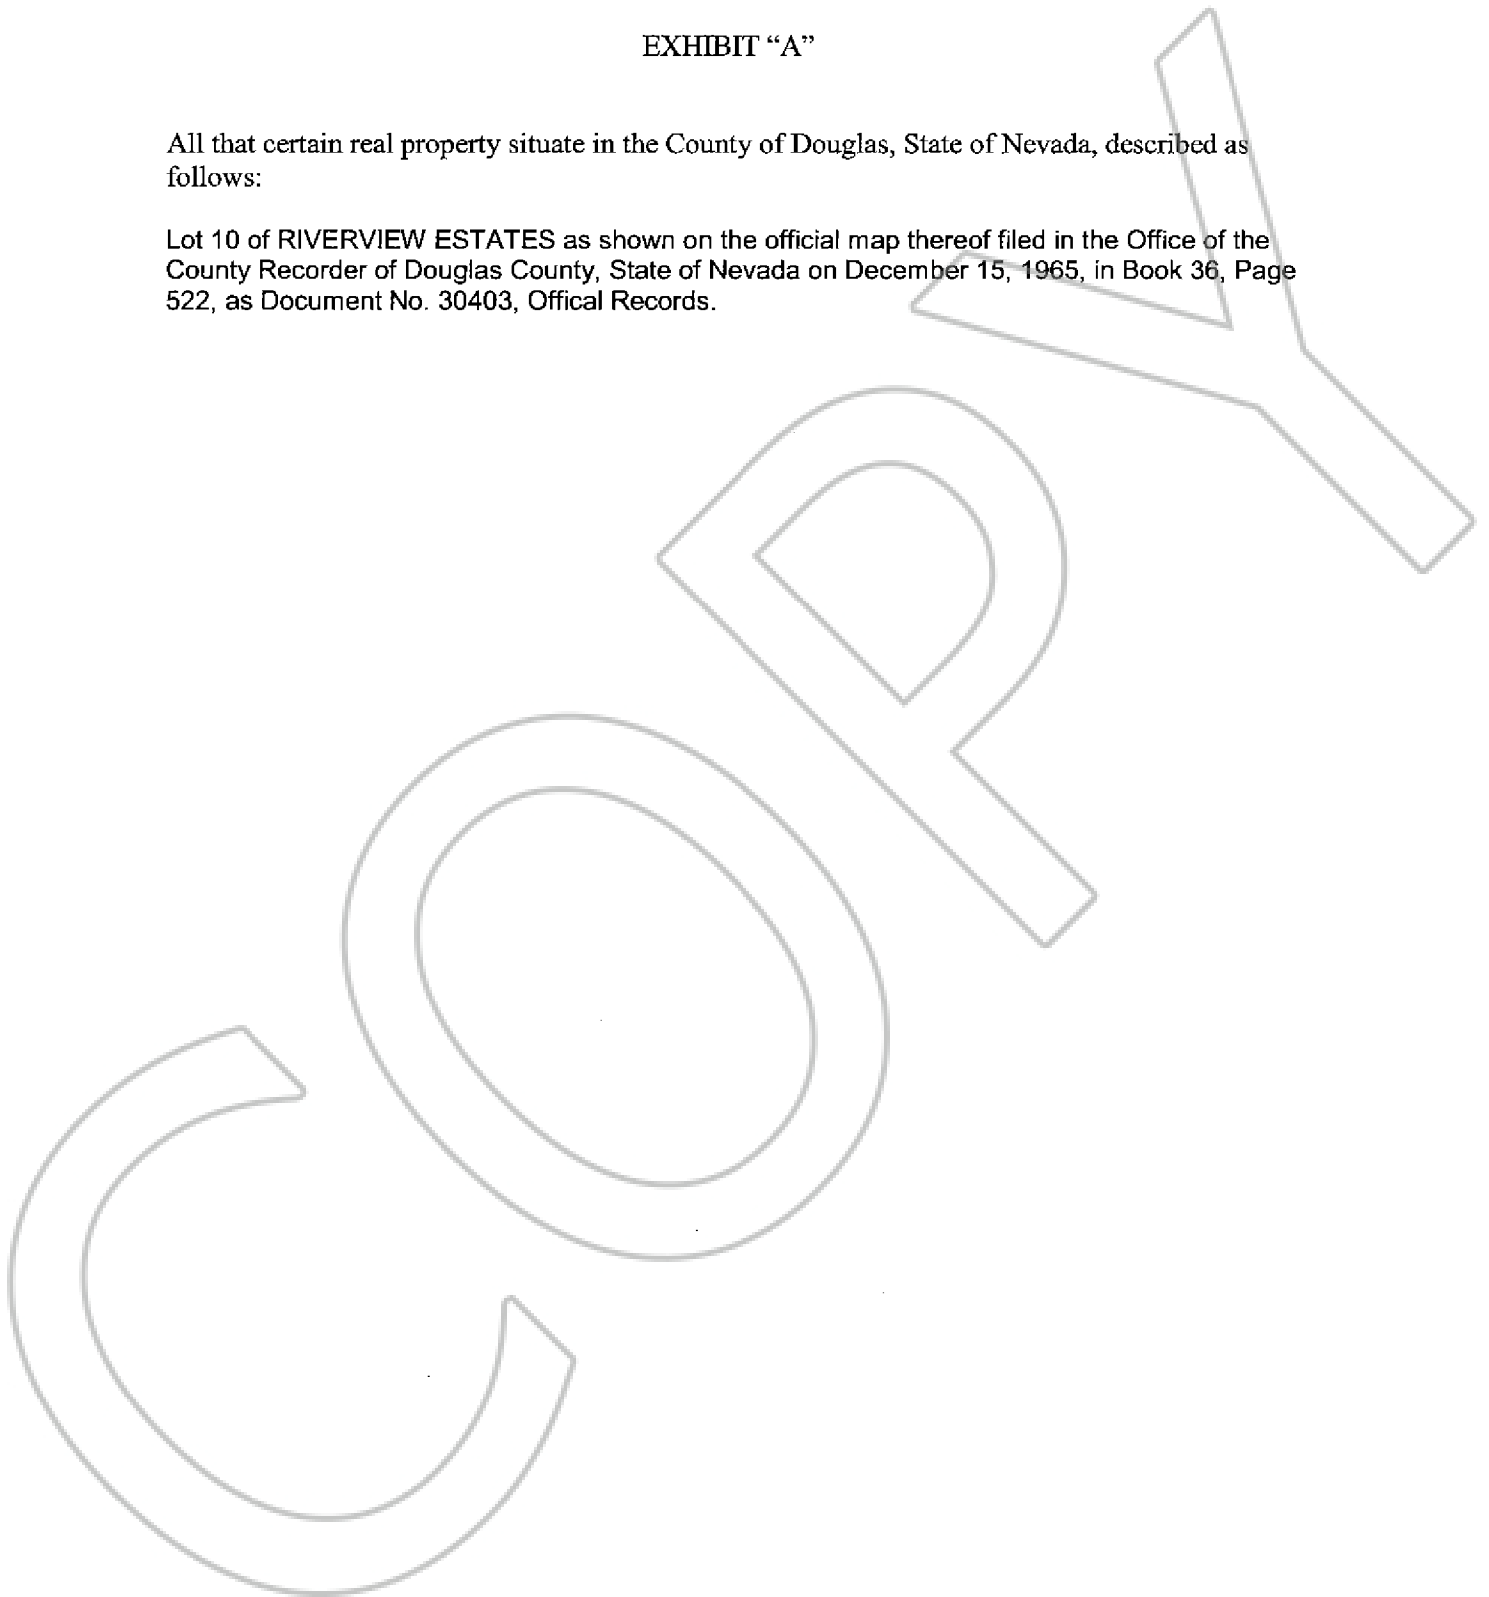 EXHIBIT “A”
All that certain real property situate in the County of Douglas, State of Nevada, described as
follows:
Lot 10 of RIVERVIEW ESTATES as shown on the official map thereof filed in the Office of the
County Recorder of Douglas County, State of Nevada on December 15, 1965, in Book 36, Page
522, as Document No. 30403, Offical Records.
COPY